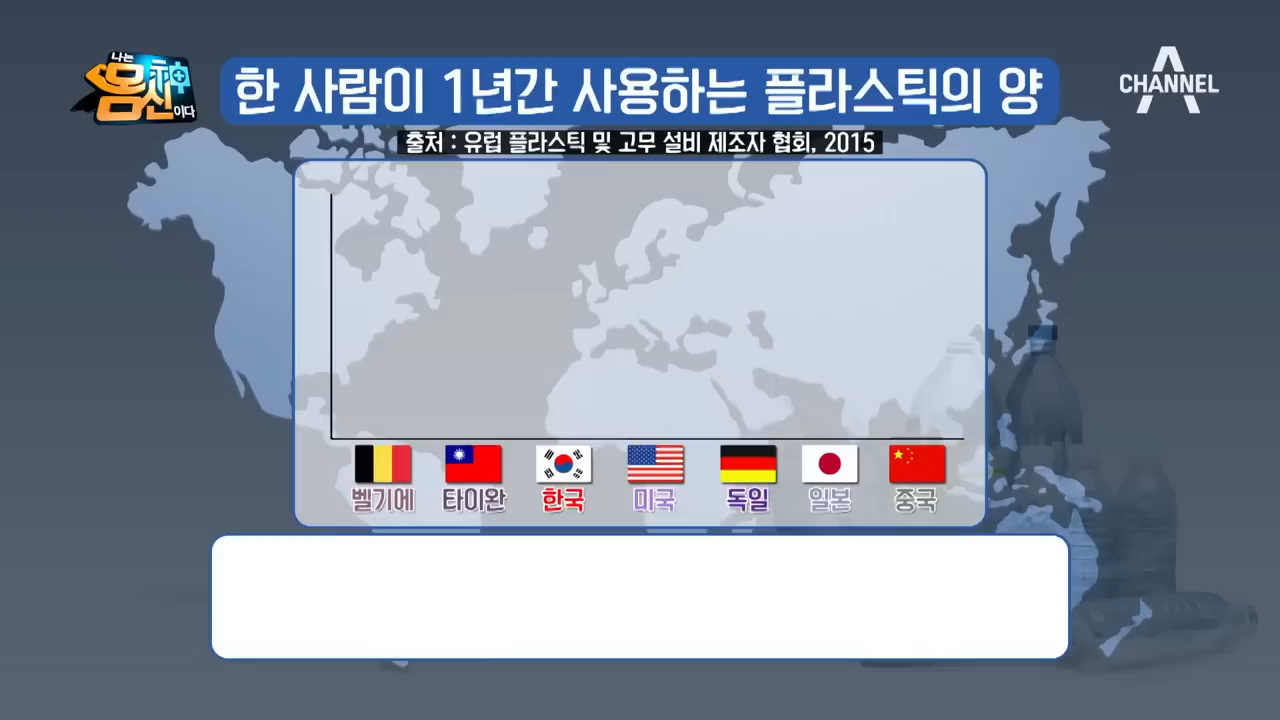 나는
몸神
신이다
한 사람이 1년간 사용하는 플라스틱의 양
CHANNEL A
출처 : 유럽 플라스틱 및 고무 설비 제조자 협회, 2015
벨기에 타이완 한국 미국 독일 일본 중국